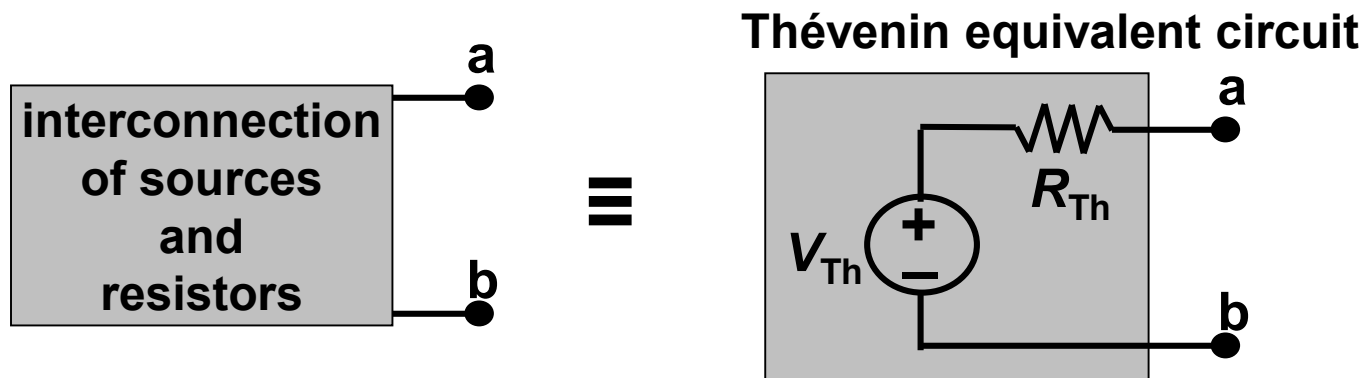 Thévenin equivalent circuit
a
interconnection
of sources
and
resistors
b
≡
a
R_Th
+
V_Th
−
b